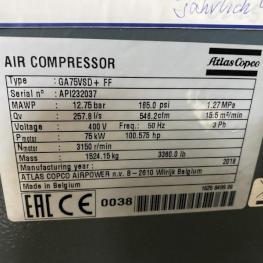 jährlich
AIR COMPRESSOR Atlas Copco
Type : GA75VSD+ FF
Serial n° : API232037
MAWP : 12.75 bar 185.0 psi 1.27 MPa
Qv : 257.8 l/s 546.2cfm 15.5 m³/min
Voltage : 400 V Freq.: 50 Hz 3 Ph
Pmotor : 75 kW 100.575 hp
Nmotor : 3150 r/min
Mass : 1524.15 kg 3360.0 lb
Manufacturing year: 2018
ATLAS COPCO AIRPOWER n.v. B - 2610 Wilrijk Belgium
Made in Belgium
EAC CE 0038